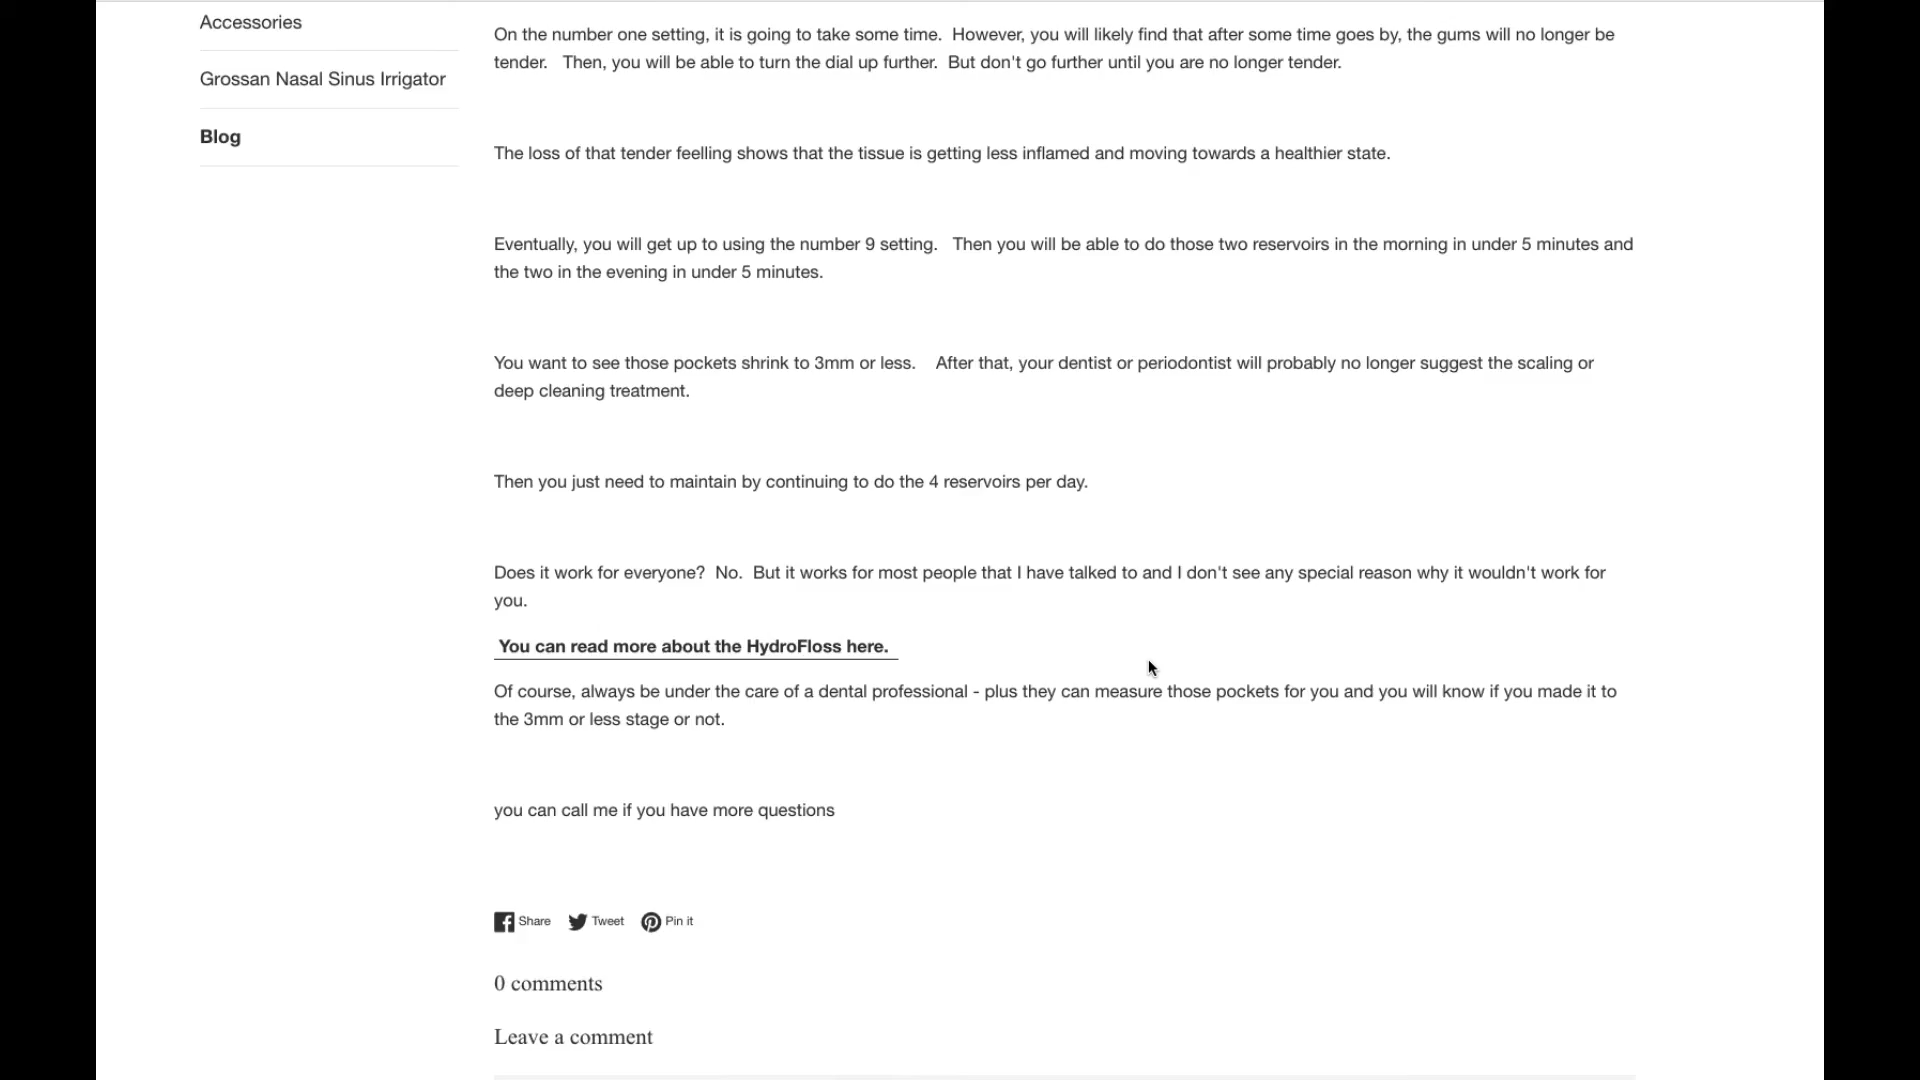 Accessories
Grossan Nasal Sinus Irrigator
Blog
On the number one setting, it is going to take some time. However, you will likely find that after some time goes by, the gums will no longer be
tender. Then, you will be able to turn the dial up further. But don't go further until you are no longer tender.
The loss of that tender feelling shows that the tissue is getting less inflamed and moving towards a healthier state.
Eventually, you will get up to using the number 9 setting. Then you will be able to do those two reservoirs in the morning in under 5 minutes and
the two in the evening in under 5 minutes.
You want to see those pockets shrink to 3mm or less. After that, your dentist or periodontist will probably no longer suggest the scaling or
deep cleaning treatment.
Then you just need to maintain by continuing to do the 4 reservoirs per day.
Does it work for everyone? No. But it works for most people that I have talked to and I don't see any special reason why it wouldn't work for
you.
You can read more about the HydroFloss here.
Of course, always be under the care of a dental professional - plus they can measure those pockets for you and you will know if you made it to
the 3mm or less stage or not.
you can call me if you have more questions
Share Tweet Pin it
0 comments
Leave a comment